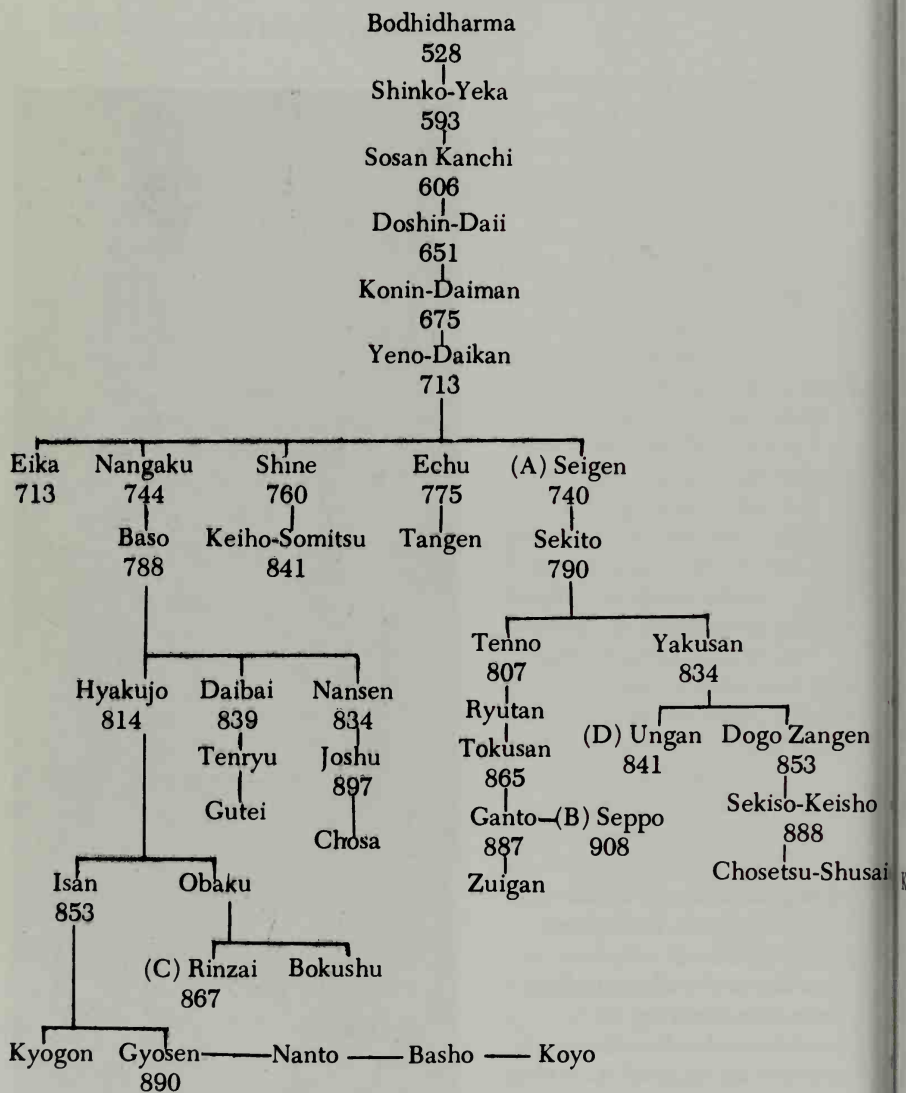 Bodhidharma
528
Shinko-Yeka
593
Sosan Kanchi
606
Doshin-Daii
651
Konin-Daiman
675
Yeno-Daikan
713
Eika Nangaku Shine Echu (A) Seigen
713 744 760 775 740
Baso Keiho-Somitsu Tangen Sekito
788 841 790
Tenno Yakusan
807 834
Hyakujo Daibai Nansen
814 839 834
Ryutan
(D) Ungan Dogo Zangen
841 853
Tenryu Joshu
897
Tokusan
865
Gutei
Sekiso-Keisho
888
Ganto (B) Seppo
887 908
Chosa
Zuigan
Chosetsu-Shusai
Isan Obaku
853
(C) Rinzai Bokushu
867
Kyogon Gyosen Nanto Basho Koyo
890